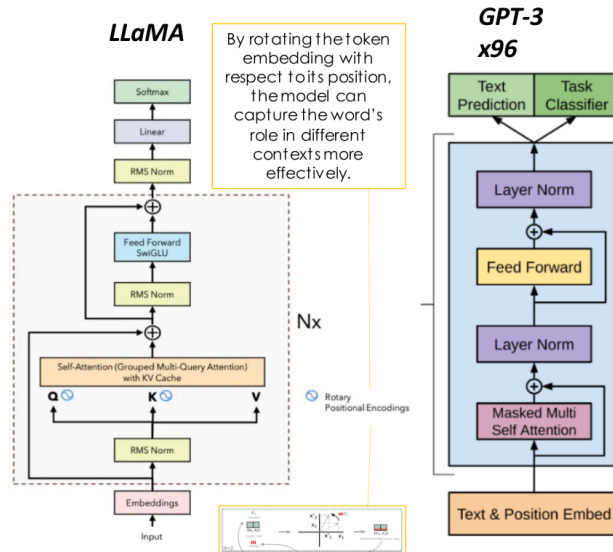 LLaMA
Softmax
Linear
RMS Norm
Feed Forward
SwiGLU
RMS Norm
Nx
Self-Attention (Grouped Multi-Query Attention)
with KV Cache
Q
K
V
Rotary
Positional Encodings
RMS Norm
Embeddings
Input
By rotating the token
embedding with
respect to its position,
the model can
capture the word's
role in different
contexts more
effectively.
GPT-3
x96
Text
Prediction
Task
Classifier
Layer Norm
Feed Forward
Layer Norm
Masked Multi
Self Attention
Text & Position Embed